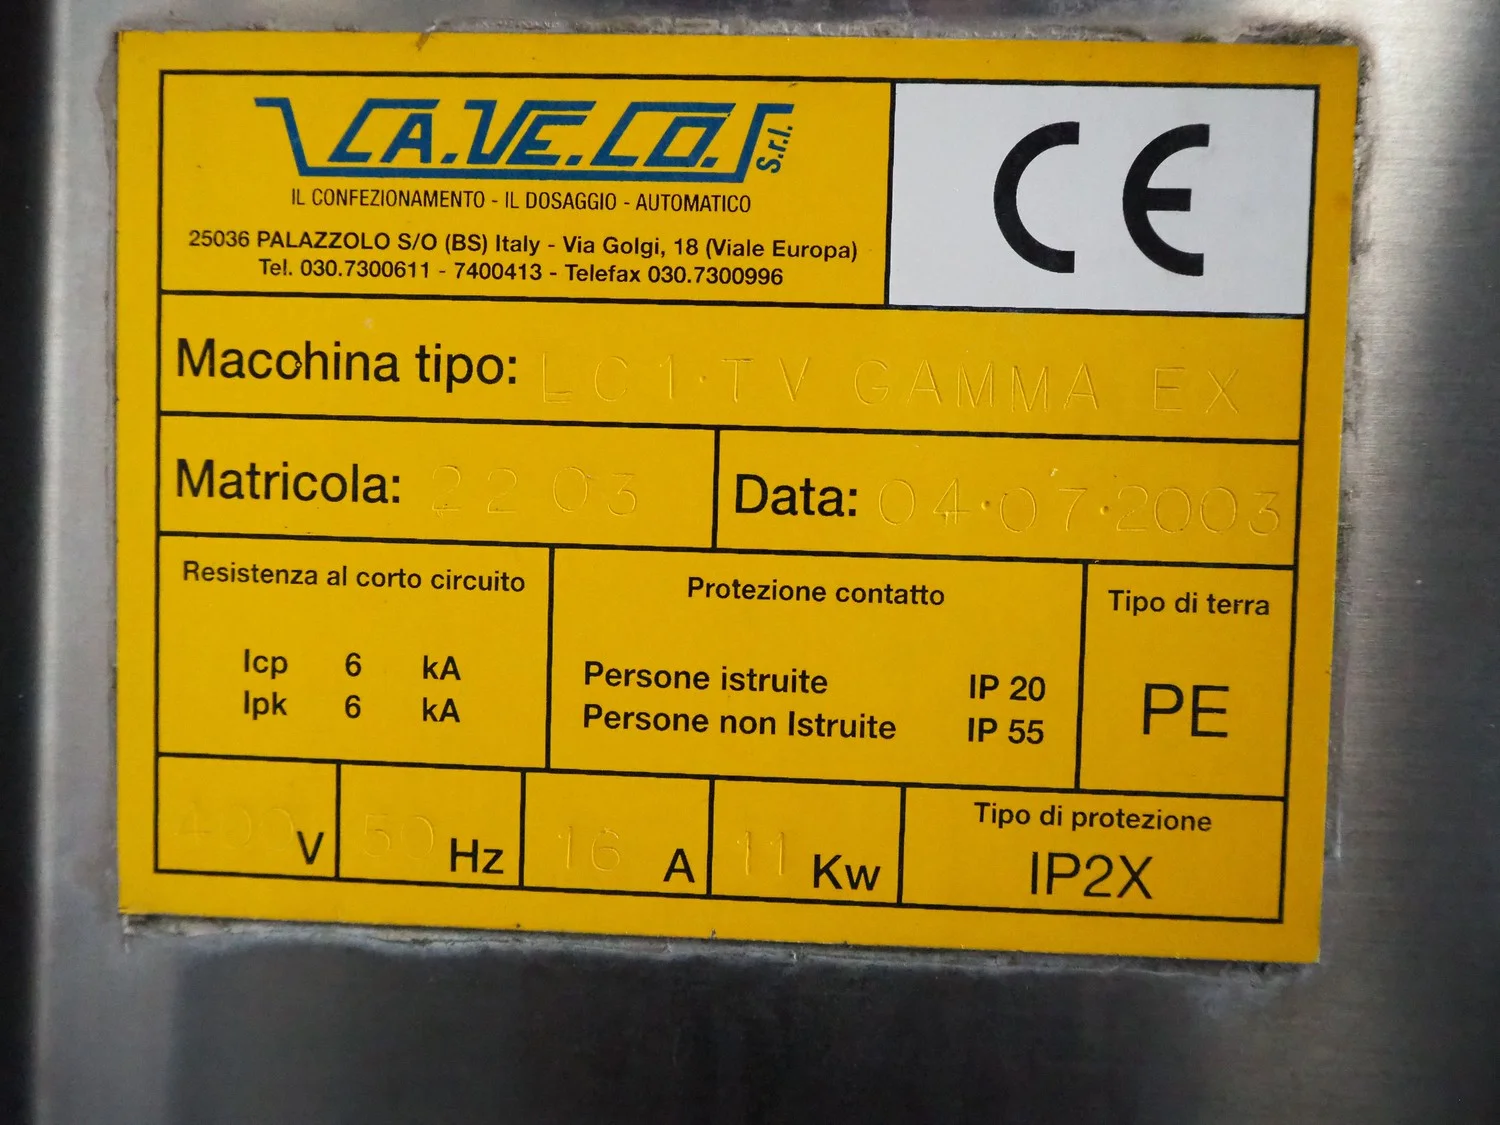 CA.VE.CO. S.r.l.
IL CONFEZIONAMENTO - IL DOSAGGIO - AUTOMATICO
25036 PALAZZOLO S/O (BS) Italy - Via Golgi, 18 (Viale Europa)
Tel. 030.7300611 - 7400413 - Telefax 030.7300996
CE
Macchina tipo: LC1·TV GAMMA EX
Matricola: 2203
Data: 04·07·2003
Resistenza al corto circuito
Icp 6 kA
Ipk 6 kA
Protezione contatto
Persone istruite IP 20
Persone non Istruite IP 55
Tipo di terra
PE
400 V
50 Hz
16 A
11 Kw
Tipo di protezione
IP2X